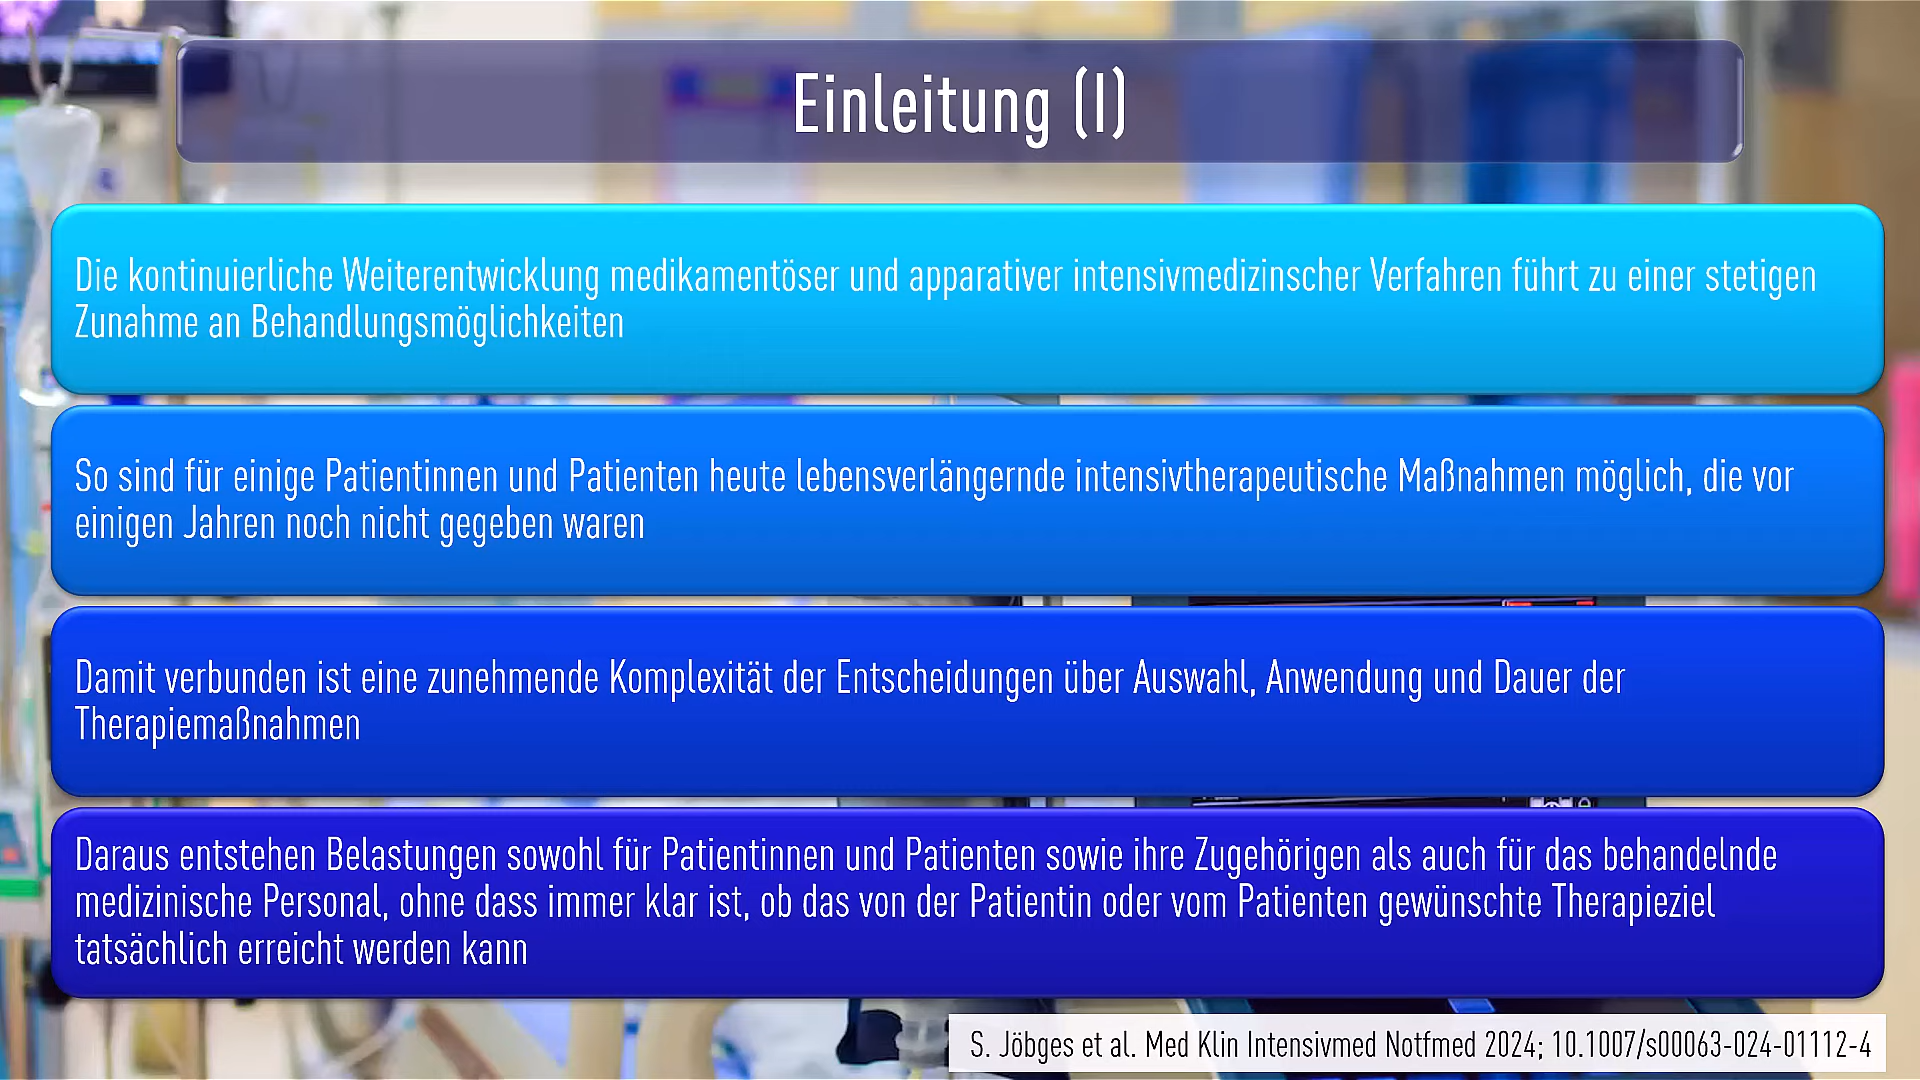 Einleitung (I)
Die kontinuierliche Weiterentwicklung medikamentöser und apparativer intensivmedizinscher Verfahren führt zu einer stetigen
Zunahme an Behandlungsmöglichkeiten
So sind für einige Patientinnen und Patienten heute lebensverlängernde intensivtherapeutische Maßnahmen möglich, die vor
einigen Jahren noch nicht gegeben waren
Damit verbunden ist eine zunehmende Komplexität der Entscheidungen über Auswahl, Anwendung und Dauer der
Therapiemaßnahmen
Daraus entstehen Belastungen sowohl für Patientinnen und Patienten sowie ihre Zugehörigen als auch für das behandelnde
medizinische Personal, ohne dass immer klar ist, ob das von der Patientin oder vom Patienten gewünschte Therapieziel
tatsächlich erreicht werden kann
S. Jöbges et al. Med Klin Intensivmed Notfmed 2024; 10.1007/s00063-024-01112-4